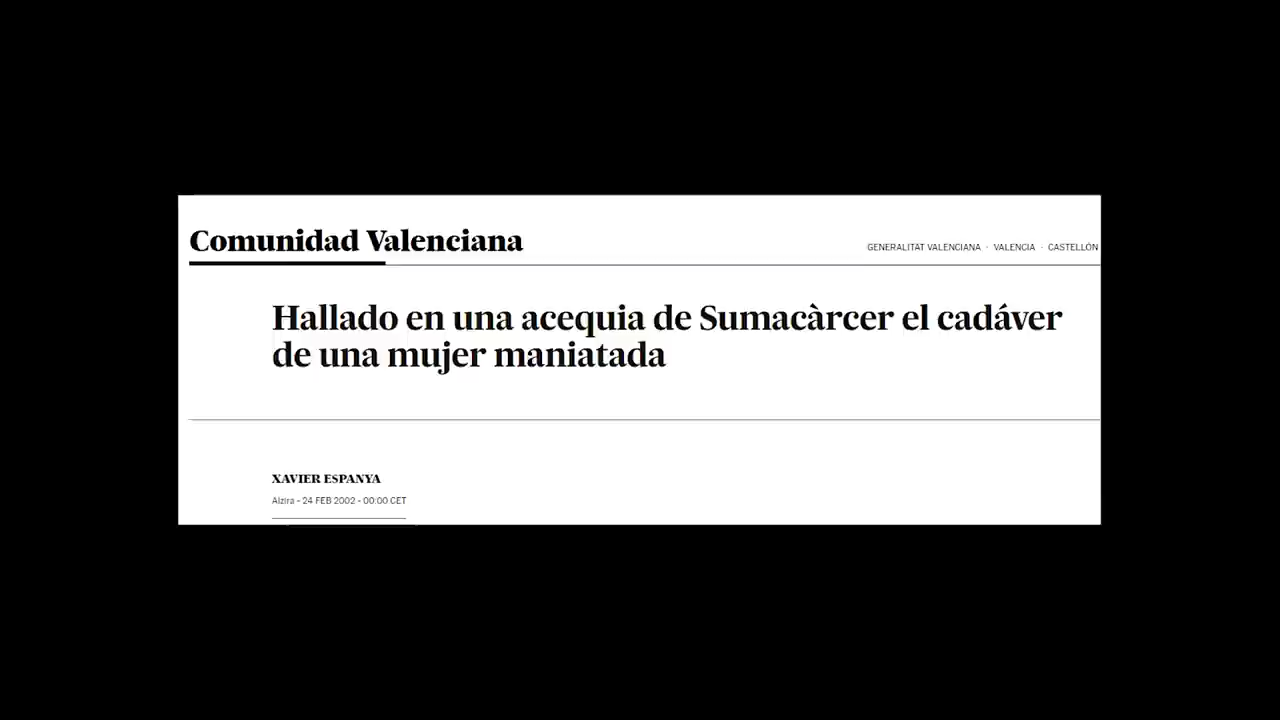 Comunidad Valenciana
GENERALITAT VALENCIANA · VALENCIA · CASTELLÓN
Hallado en una acequia de Sumacàrcer el cadáver
de una mujer maniatada
XAVIER ESPANYA
Alzira - 24 FEB 2002 - 00:00 CET